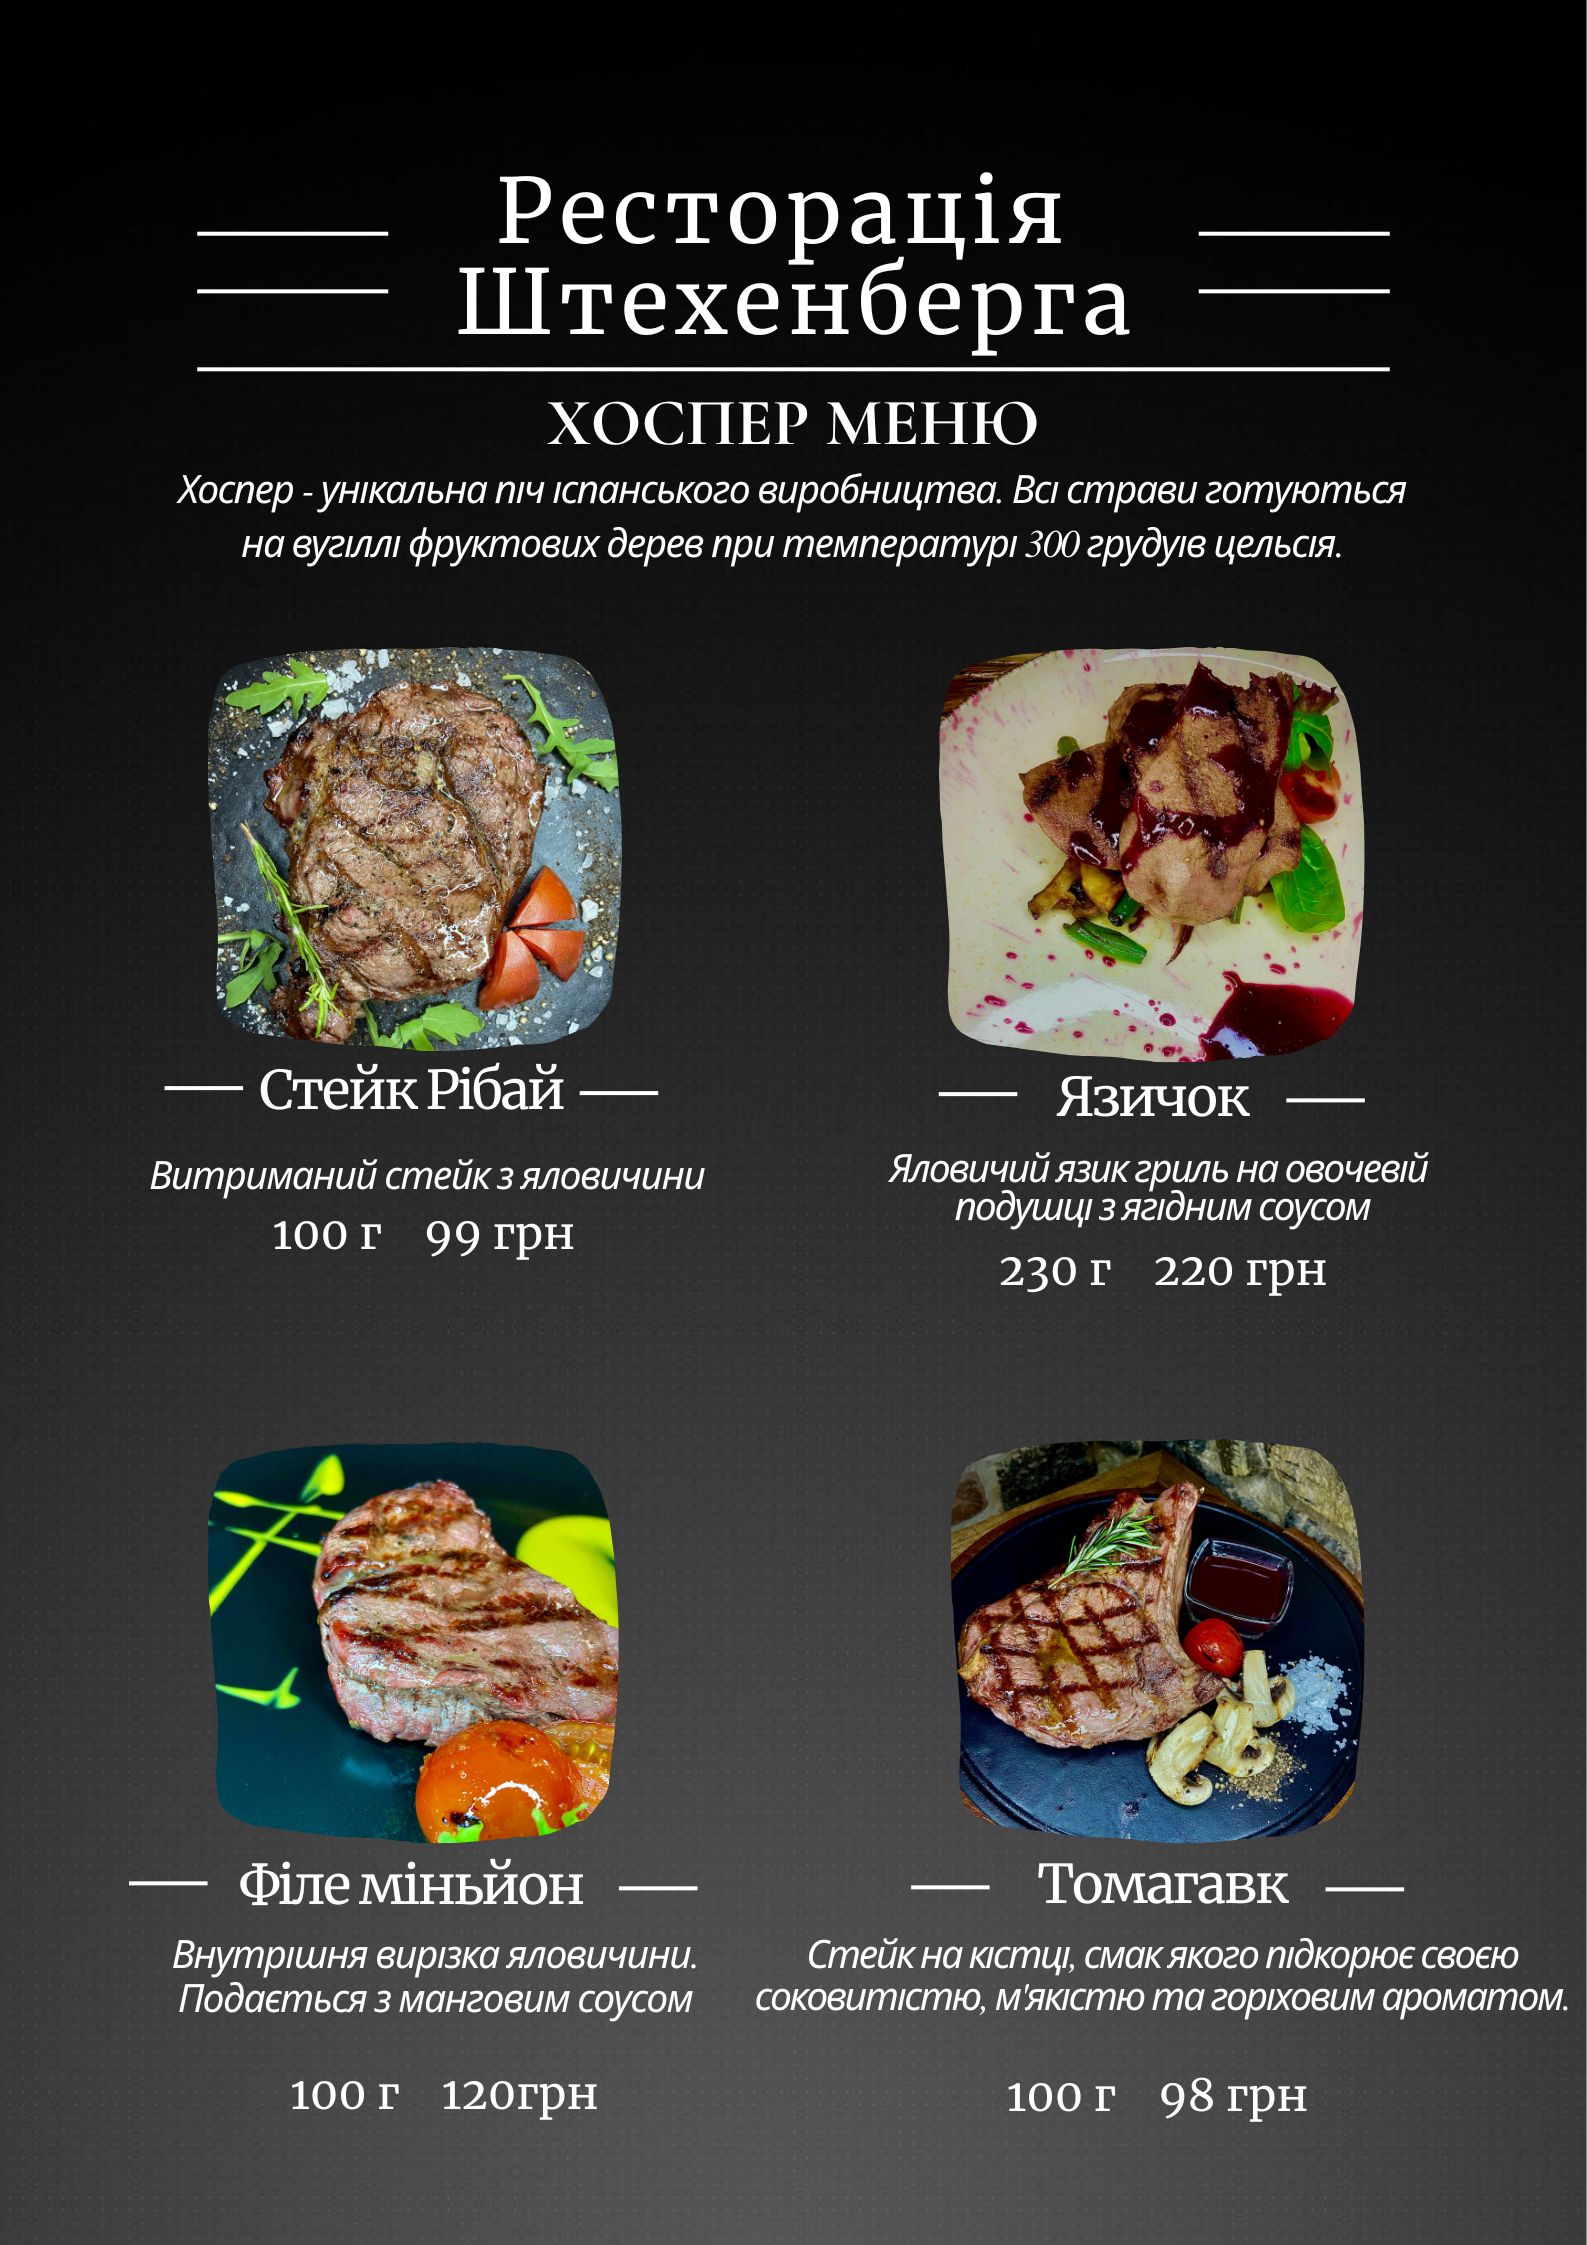 Ресторація
Штехенберга
ХОСПЕР МЕНЮ
Хоспер - унікальна піч іспанського виробництва. Всі страви готуються
на вугіллі фруктових дерев при температурі 300 грудуів цельсія.
Стейк Рібай
Витриманий стейк з яловичини
100 г 99 грн
Язичок
Яловичий язик гриль на овочевій
подушці з ягідним соусом
230 г 220 грн
Філе міньйон
Внутрішня вирізка яловичини.
Подається з манговим соусом
100 г 120грн
Томагавк
Стейк на кістці, смак якого підкорює своєю
соковитістю, м'якістю та горіховим ароматом.
100 г 98 грн